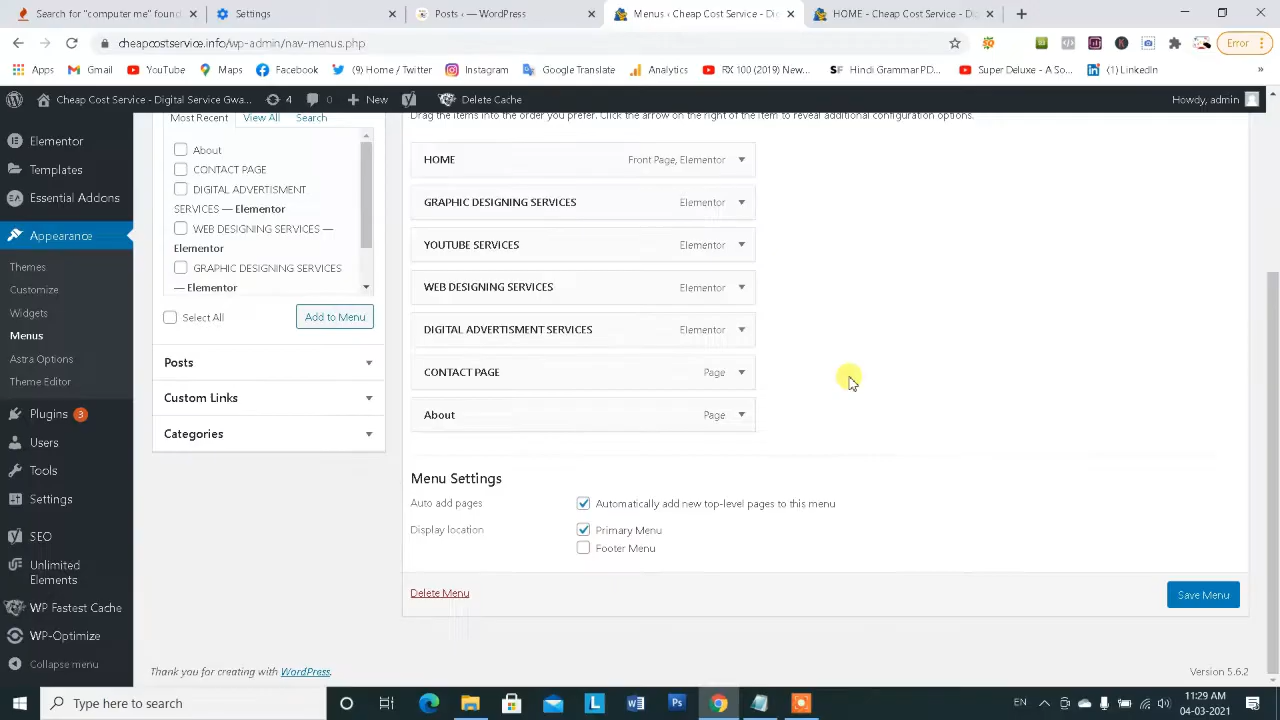 Search for "computer me" found
Settings
Posts ‹ — WordPress
Menus ‹ Cheap Cost Service - Di
HOME - Cheap Cost Service - Di
cheapcostservice.info/wp-admin/nav-menus.php
Error
Apps
Gmail
YouTube
Maps
Facebook
(9) Home / Twitter
Instagram
Google Translate
Analytics
RX 100 (2019) New...
Hindi Grammar PD...
Super Deluxe - A So...
(1) LinkedIn
»
Cheap Cost Service - Digital Service Gwa...
4
0
New
Delete Cache
Howdy, admin
Elementor
Templates
Essential Addons
Appearance
Themes
Customize
Widgets
Menus
Astra Options
Theme Editor
Plugins 3
Users
Tools
Settings
SEO
Unlimited
Elements
WP Fastest Cache
WP-Optimize
Collapse menu
Most Recent
View All
Search
About
CONTACT PAGE
DIGITAL ADVERTISMENT
SERVICES — Elementor
WEB DESIGNING SERVICES —
Elementor
GRAPHIC DESIGNING SERVICES
— Elementor
Select All
Add to Menu
Posts
Custom Links
Categories
Drag the items into the order you prefer. Click the arrow on the right of the item to reveal additional configuration options.
HOME
Front Page, Elementor
GRAPHIC DESIGNING SERVICES
Elementor
YOUTUBE SERVICES
Elementor
WEB DESIGNING SERVICES
Elementor
DIGITAL ADVERTISMENT SERVICES
Elementor
CONTACT PAGE
Page
About
Page
Menu Settings
Auto add pages
Automatically add new top-level pages to this menu
Display location
Primary Menu
Footer Menu
Delete Menu
Save Menu
Thank you for creating with WordPress.
Version 5.6.2
Type here to search
EN
11:29 AM
04-03-2021